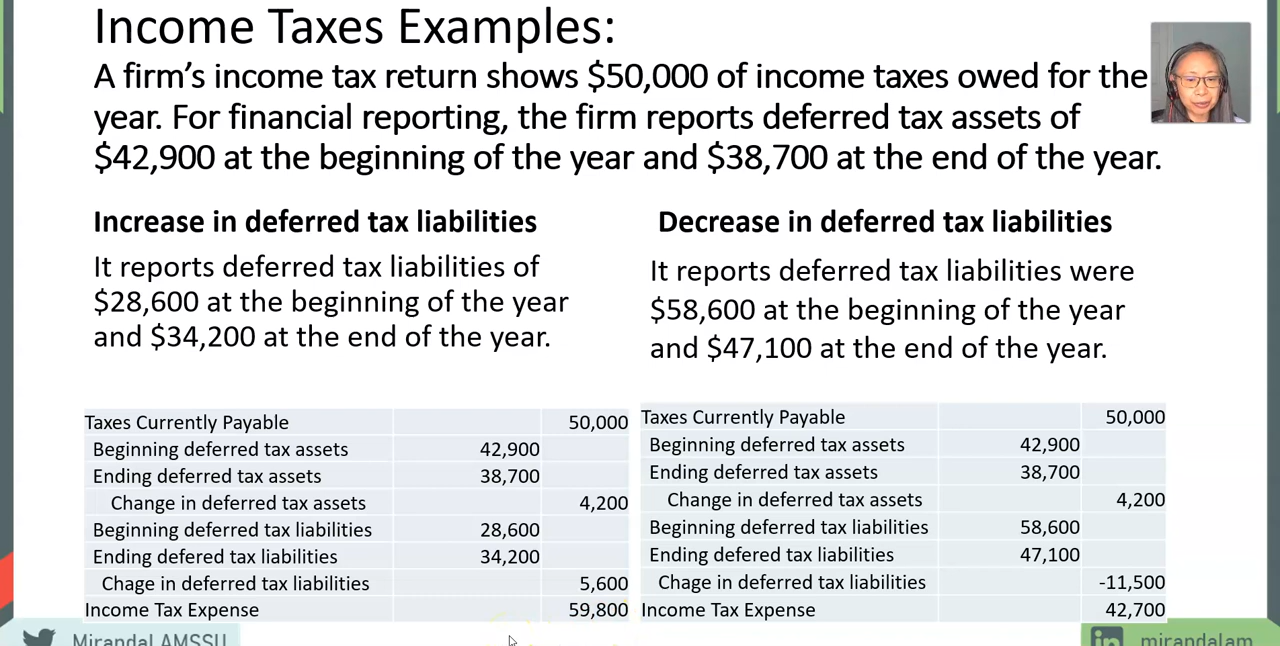 Income Taxes Examples:
A firm's income tax return shows $50,000 of income taxes owed for the
year. For financial reporting, the firm reports deferred tax assets of
$42,900 at the beginning of the year and $38,700 at the end of the year.
Increase in deferred tax liabilities
It reports deferred tax liabilities of
$28,600 at the beginning of the year
and $34,200 at the end of the year.
Decrease in deferred tax liabilities
It reports deferred tax liabilities were
$58,600 at the beginning of the year
and $47,100 at the end of the year.
Taxes Currently Payable 50,000
Beginning deferred tax assets 42,900
Ending deferred tax assets 38,700
Change in deferred tax assets 4,200
Beginning deferred tax liabilities 28,600
Ending defered tax liabilities 34,200
Chage in deferred tax liabilities 5,600
Income Tax Expense 59,800
Taxes Currently Payable 50,000
Beginning deferred tax assets 42,900
Ending deferred tax assets 38,700
Change in deferred tax assets 4,200
Beginning deferred tax liabilities 58,600
Ending defered tax liabilities 47,100
Chage in deferred tax liabilities -11,500
Income Tax Expense 42,700
MirandaLAMSSU
in mirandalam